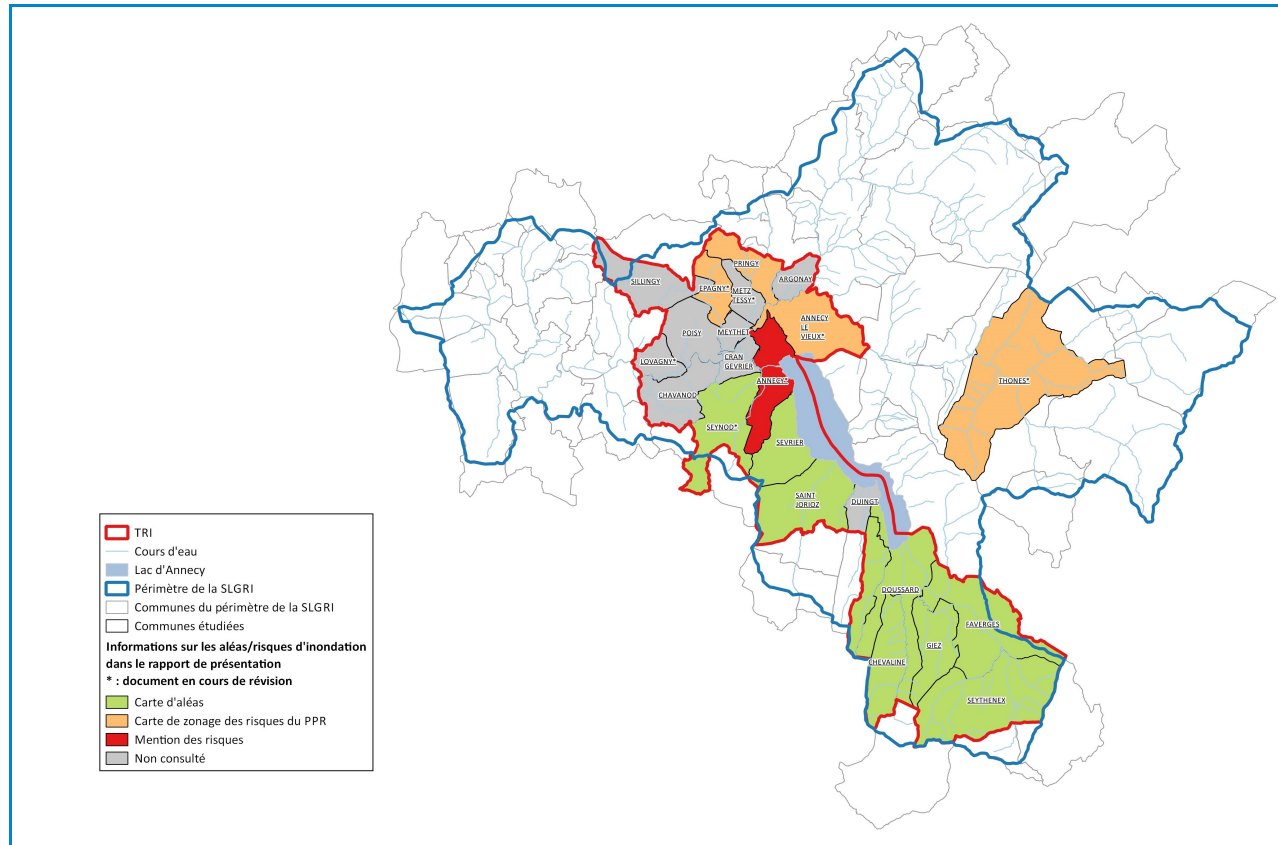 PRINGY
ARGONAY
SILLINGY
EPAGNY*
METZ
TESSY*
ANNECY
LE
VIEUX*
POISY
MEYTHET
LOVAGNY*
CRAN
GEVRIER
ANNECY*
THONES*
CHAVANOD
SEYNOD*
SEVRIER
SAINT
JORIOZ
DUINGT
DOUSSARD
FAVERGES
GIEZ
CHEVALINE
SEYTHENEX
TRI
Cours d'eau
Lac d'Annecy
Périmètre de la SLGRI
Communes du périmètre de la SLGRI
Communes étudiées
Informations sur les aléas/risques d'inondation
dans le rapport de présentation
* : document en cours de révision
Carte d'aléas
Carte de zonage des risques du PPR
Mention des risques
Non consulté